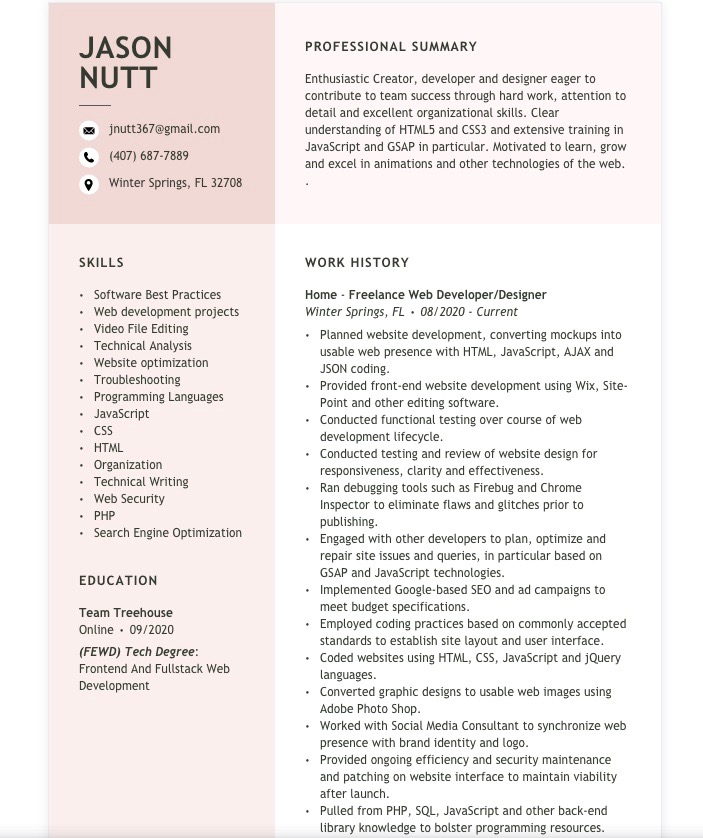 JASON
NUTT
jnutt367@gmail.com
(407) 687-7889
Winter Springs, FL 32708
PROFESSIONAL SUMMARY
Enthusiastic Creator, developer and designer eager to
contribute to team success through hard work, attention to
detail and excellent organizational skills. Clear
understanding of HTML5 and CSS3 and extensive training in
JavaScript and GSAP in particular. Motivated to learn, grow
and excel in animations and other technologies of the web.
.
SKILLS
• Software Best Practices
• Web development projects
• Video File Editing
• Technical Analysis
• Website optimization
• Troubleshooting
• Programming Languages
• JavaScript
• CSS
• HTML
• Organization
• Technical Writing
• Web Security
• PHP
• Search Engine Optimization
EDUCATION
Team Treehouse
Online • 09/2020
(FEWD) Tech Degree:
Frontend And Fullstack Web
Development
WORK HISTORY
Home - Freelance Web Developer/Designer
Winter Springs, FL • 08/2020 - Current
• Planned website development, converting mockups into
usable web presence with HTML, JavaScript, AJAX and
JSON coding.
• Provided front-end website development using Wix, Site-
Point and other editing software.
• Conducted functional testing over course of web
development lifecycle.
• Conducted testing and review of website design for
responsiveness, clarity and effectiveness.
• Ran debugging tools such as Firebug and Chrome
Inspector to eliminate flaws and glitches prior to
publishing.
• Engaged with other developers to plan, optimize and
repair site issues and queries, in particular based on
GSAP and JavaScript technologies.
• Implemented Google-based SEO and ad campaigns to
meet budget specifications.
• Employed coding practices based on commonly accepted
standards to establish site layout and user interface.
• Coded websites using HTML, CSS, JavaScript and jQuery
languages.
• Converted graphic designs to usable web images using
Adobe Photo Shop.
• Worked with Social Media Consultant to synchronize web
presence with brand identity and logo.
• Provided ongoing efficiency and security maintenance
and patching on website interface to maintain viability
after launch.
• Pulled from PHP, SQL, JavaScript and other back-end
library knowledge to bolster programming resources.